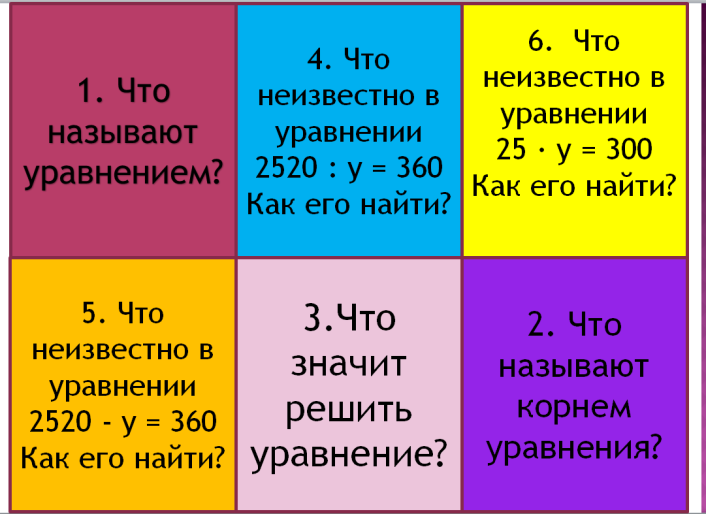 1. Что
называют
уравнением?
4. Что
неизвестно в
уравнении
2520 : у = 360
Как его найти?
6. Что
неизвестно в
уравнении
25 · у = 300
Как его найти?
5. Что
неизвестно в
уравнении
2520 - у = 360
Как его найти?
3.Что
значит
решить
уравнение?
2. Что
называют
корнем
уравнения?